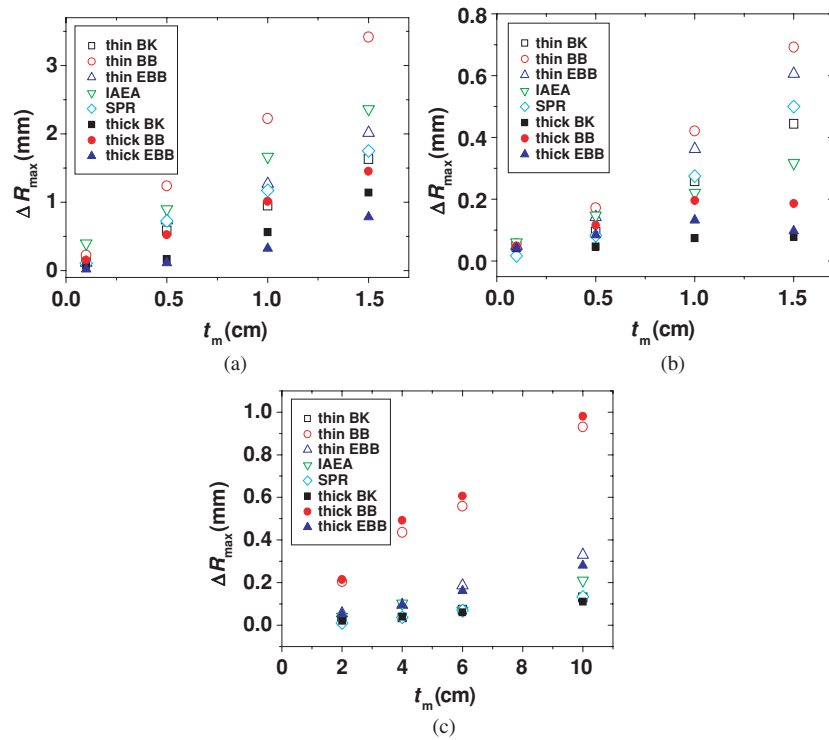 thin BK
thin BB
thin EBB
IAEA
SPR
thick BK
thick BB
thick EBB
3
2
1
0
ΔR_max (mm)
0.0 0.5 1.0 1.5
t_m (cm)
(a)
thin BK
thin BB
thin EBB
IAEA
SPR
thick BK
thick BB
thick EBB
0.8
0.6
0.4
0.2
0.0
ΔR_max (mm)
0.0 0.5 1.0 1.5
t_m (cm)
(b)
thin BK
thin BB
thin EBB
IAEA
SPR
thick BK
thick BB
thick EBB
1.0
0.8
0.6
0.4
0.2
0.0
ΔR_max (mm)
0 2 4 6 8 10
t_m (cm)
(c)